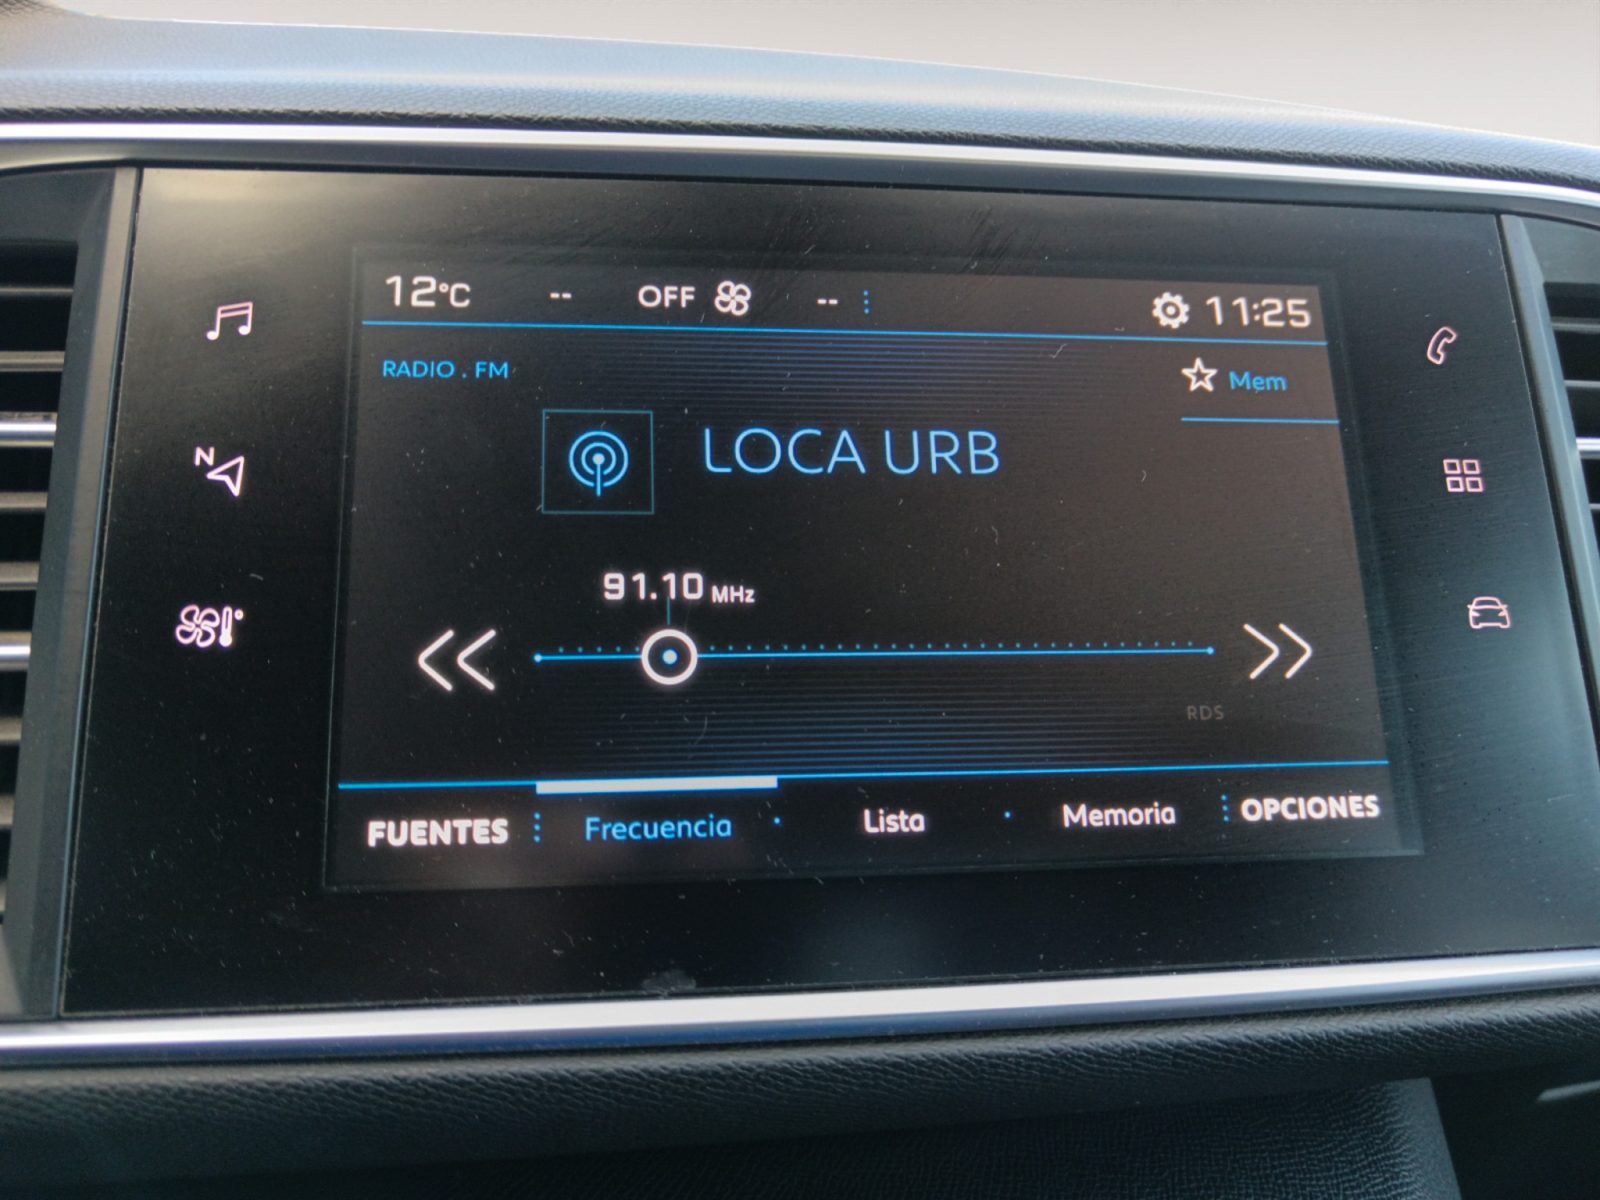 12°C -- OFF -- 11:25
RADIO . FM
Mem
LOCA URB
N
91.10 MHz
RDS
FUENTES Frecuencia Lista Memoria OPCIONES